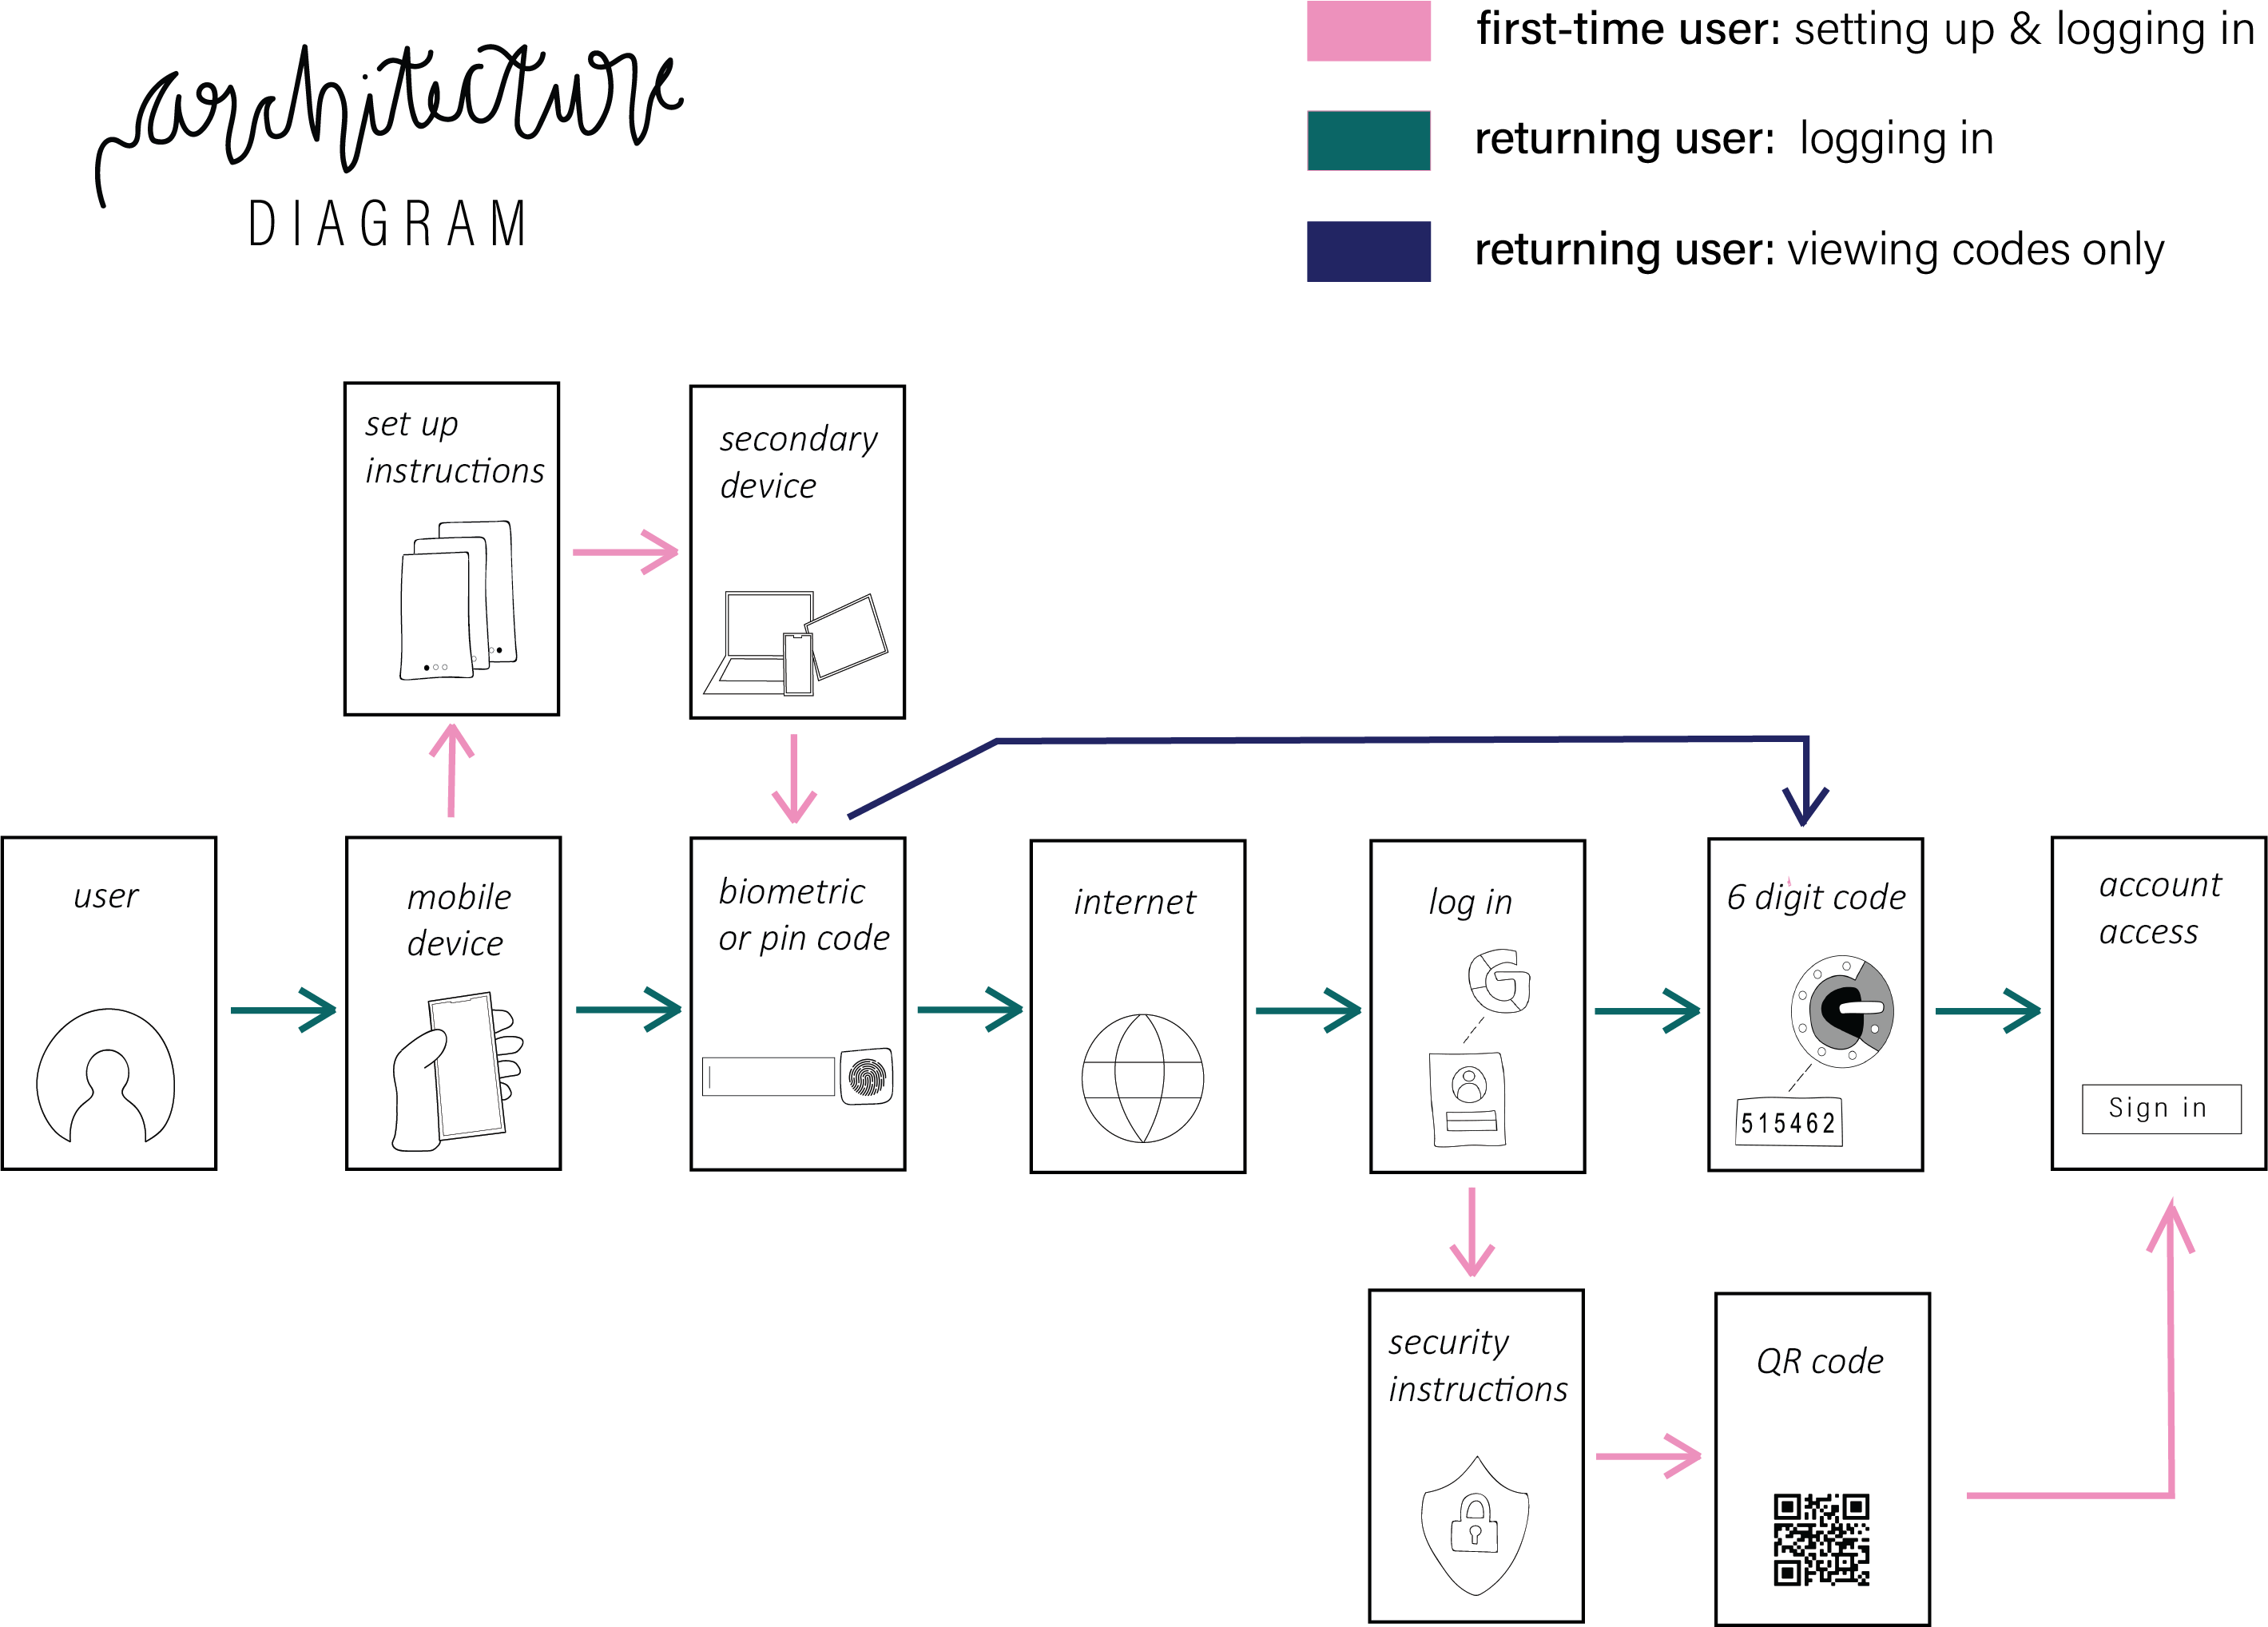 architecture
DIAGRAM
first-time user: setting up & logging in
returning user: logging in
returning user: viewing codes only
set up
instructions
secondary
device
user
mobile
device
biometric
or pin code
internet
log in
G
6 digit code
515462
account
access
Sign in
security
instructions
QR code